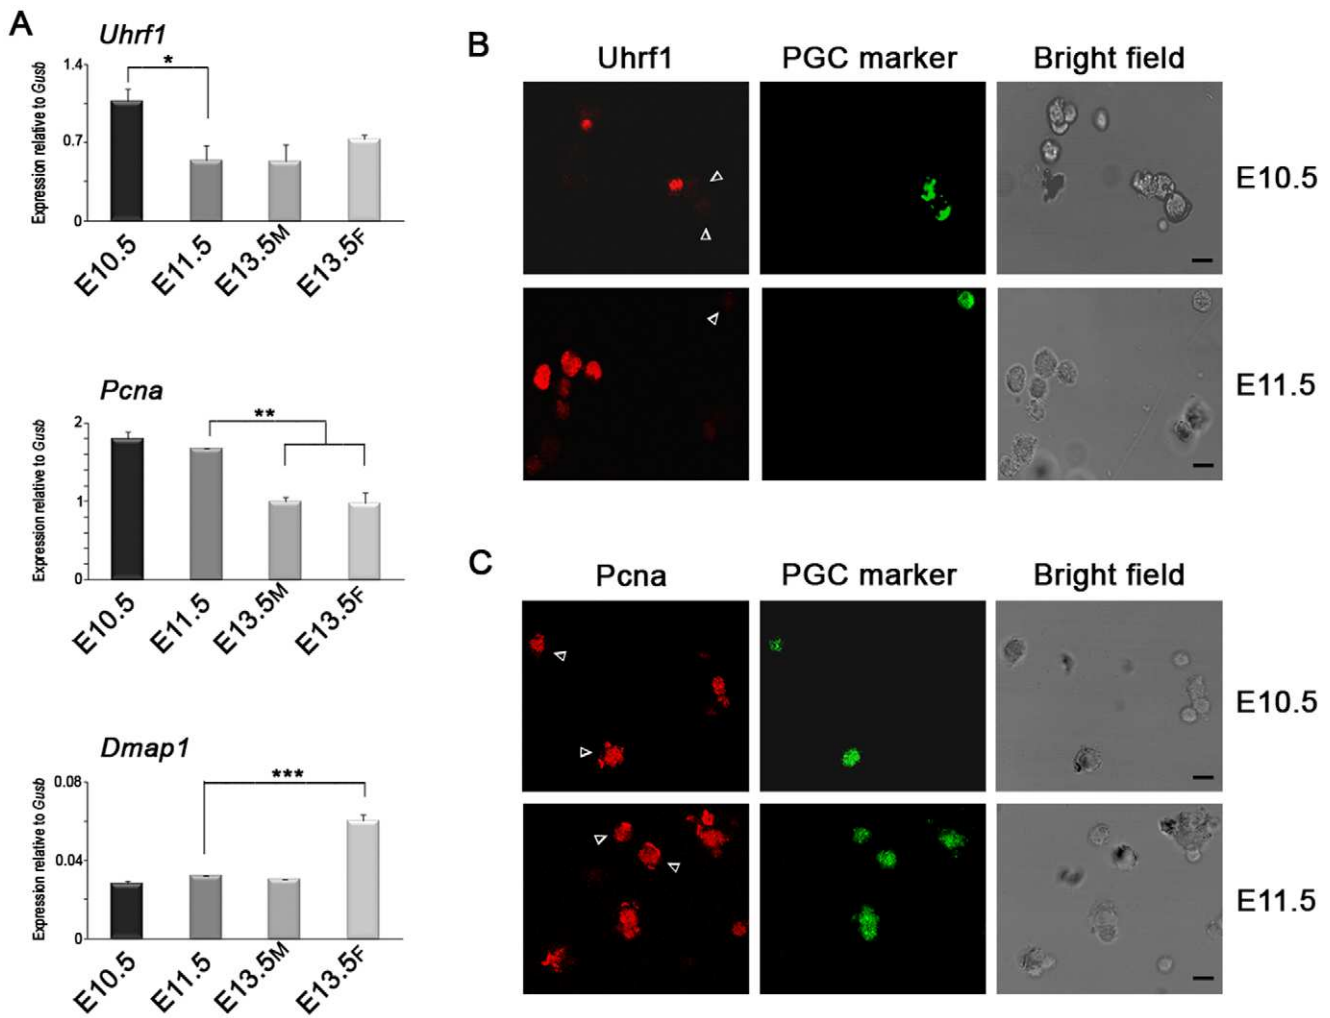 A
Uhrf1
Expression relative to Gusb
1.4
0.7
0
*
E10.5
E11.5
E13.5M
E13.5F
Pcna
Expression relative to Gusb
2
1
0
**
E10.5
E11.5
E13.5M
E13.5F
Dmap1
Expression relative to Gusb
0.08
0.04
0
***
E10.5
E11.5
E13.5M
E13.5F
B
Uhrf1 PGC marker Bright field
E10.5
E11.5
C
Pcna PGC marker Bright field
E10.5
E11.5